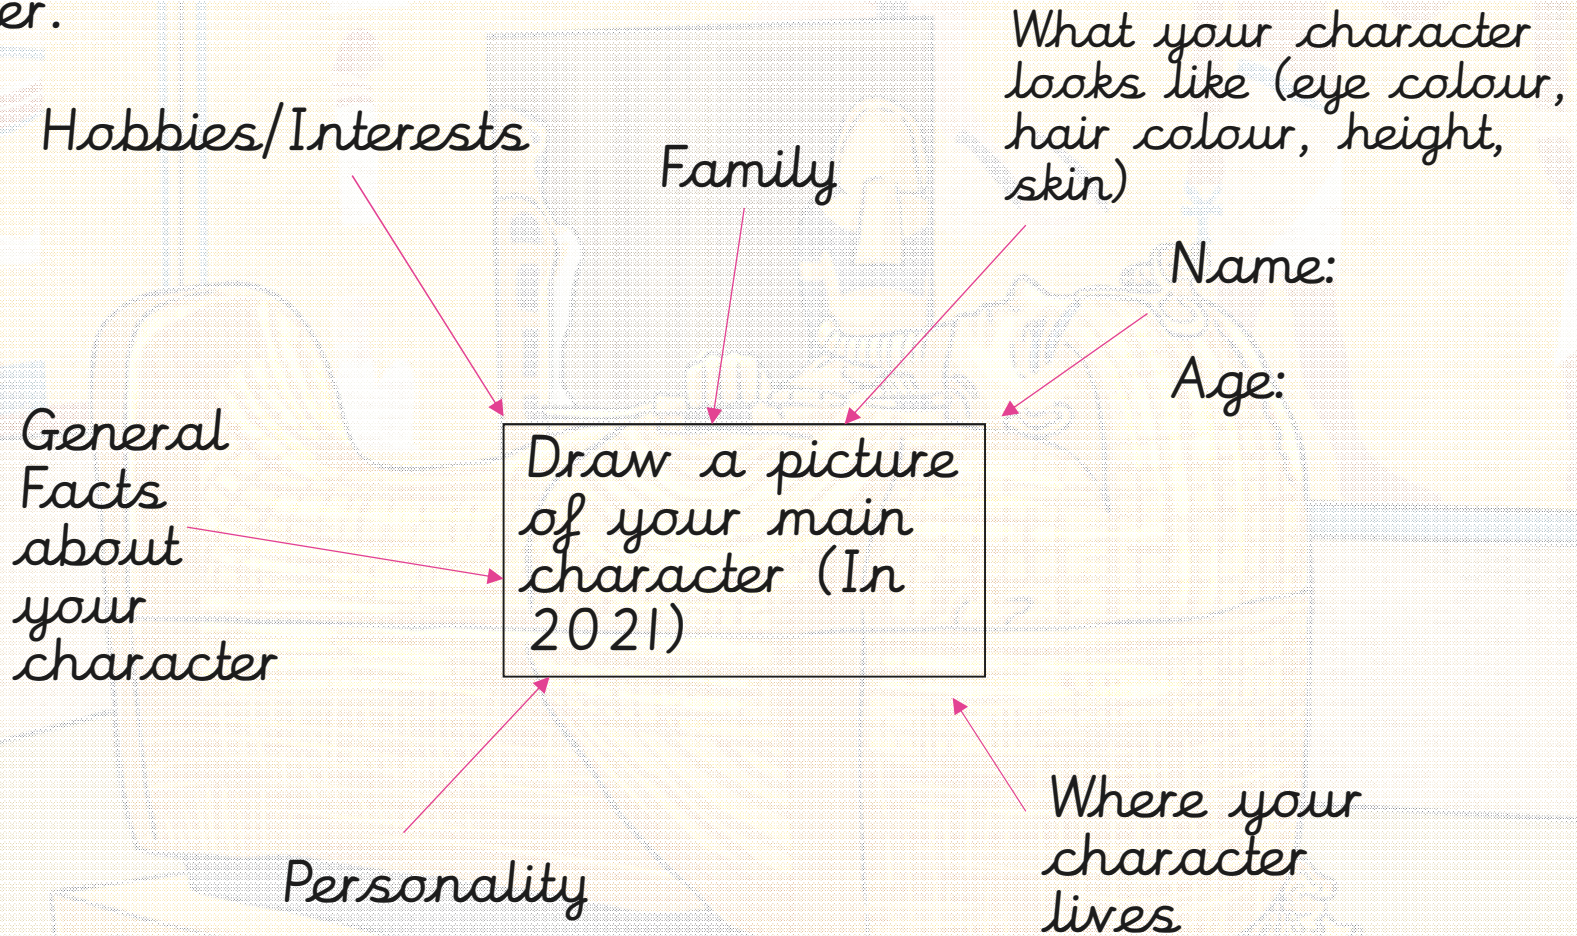 er.
Hobbies/Interests
Family
What your character
looks like (eye colour,
hair colour, height,
skin)
Name:
Age:
General
Facts
about
your
character
Draw a picture
of your main
character (In
2021)
Personality
Where your
character
lives